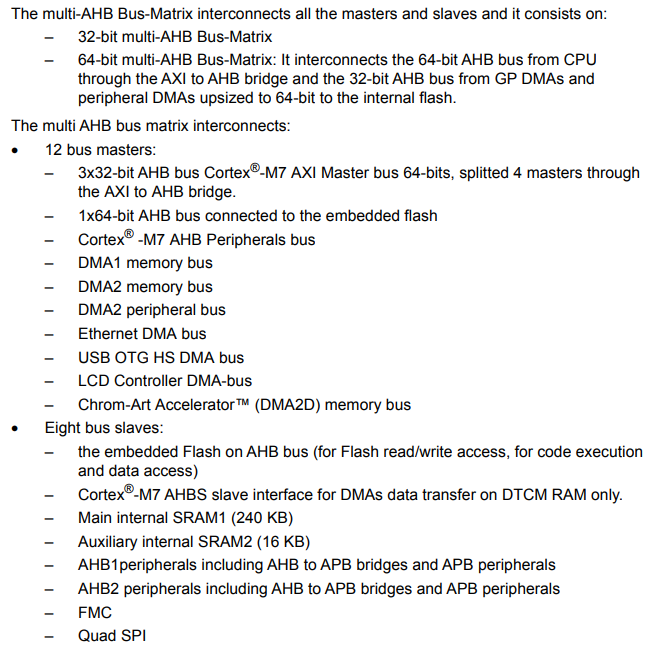 The multi-AHB Bus-Matrix interconnects all the masters and slaves and it consists on:
– 32-bit multi-AHB Bus-Matrix
– 64-bit multi-AHB Bus-Matrix: It interconnects the 64-bit AHB bus from CPU
through the AXI to AHB bridge and the 32-bit AHB bus from GP DMAs and
peripheral DMAs upsized to 64-bit to the internal flash.
The multi AHB bus matrix interconnects:
• 12 bus masters:
– 3x32-bit AHB bus Cortex®-M7 AXI Master bus 64-bits, splitted 4 masters through
the AXI to AHB bridge.
– 1x64-bit AHB bus connected to the embedded flash
– Cortex® -M7 AHB Peripherals bus
– DMA1 memory bus
– DMA2 memory bus
– DMA2 peripheral bus
– Ethernet DMA bus
– USB OTG HS DMA bus
– LCD Controller DMA-bus
– Chrom-Art Accelerator™ (DMA2D) memory bus
• Eight bus slaves:
– the embedded Flash on AHB bus (for Flash read/write access, for code execution
and data access)
– Cortex®-M7 AHBS slave interface for DMAs data transfer on DTCM RAM only.
– Main internal SRAM1 (240 KB)
– Auxiliary internal SRAM2 (16 KB)
– AHB1peripherals including AHB to APB bridges and APB peripherals
– AHB2 peripherals including AHB to APB bridges and APB peripherals
– FMC
– Quad SPI